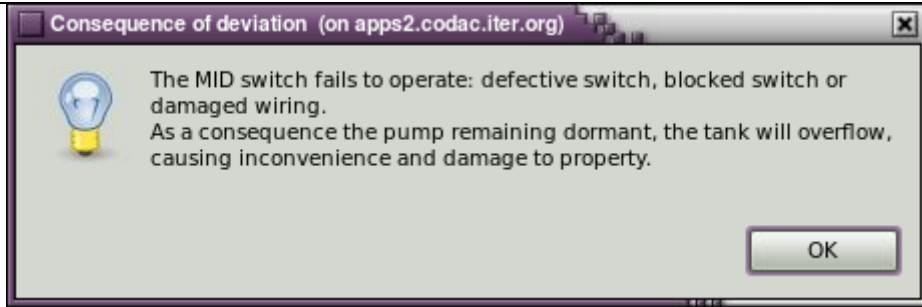 Consequence of deviation (on apps2.codac.iter.org)
The MID switch fails to operate: defective switch, blocked switch or
damaged wiring.
As a consequence the pump remaining dormant, the tank will overflow,
causing inconvenience and damage to property.
OK